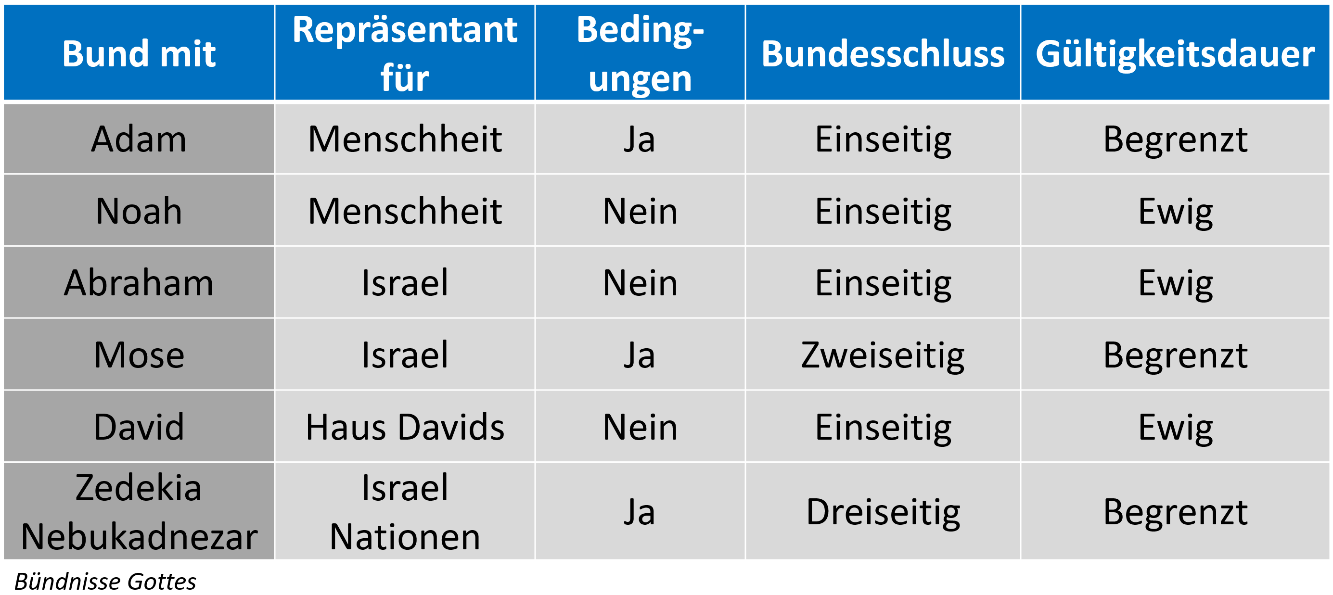 Bund mit Repräsentant für Beding-ungen Bundesschluss Gültigkeitsdauer
Adam Menschheit Ja Einseitig Begrenzt
Noah Menschheit Nein Einseitig Ewig
Abraham Israel Nein Einseitig Ewig
Mose Israel Ja Zweiseitig Begrenzt
David Haus Davids Nein Einseitig Ewig
Zedekia Nebukadnezar Israel Nationen Ja Dreiseitig Begrenzt
Bündnisse Gottes